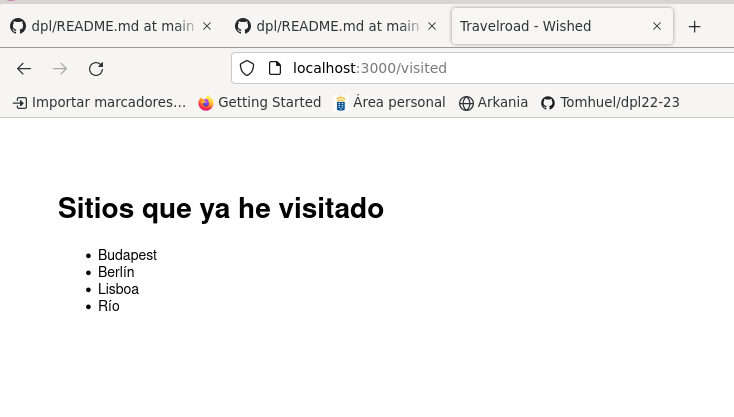 dpl/README.md at main
dpl/README.md at main
Travelroad - Wished
localhost:3000/visited
Importar marcadores…
Getting Started
Área personal
Arkania
Tomhuel/dpl22-23
Sitios que ya he visitado
Budapest
Berlín
Lisboa
Río